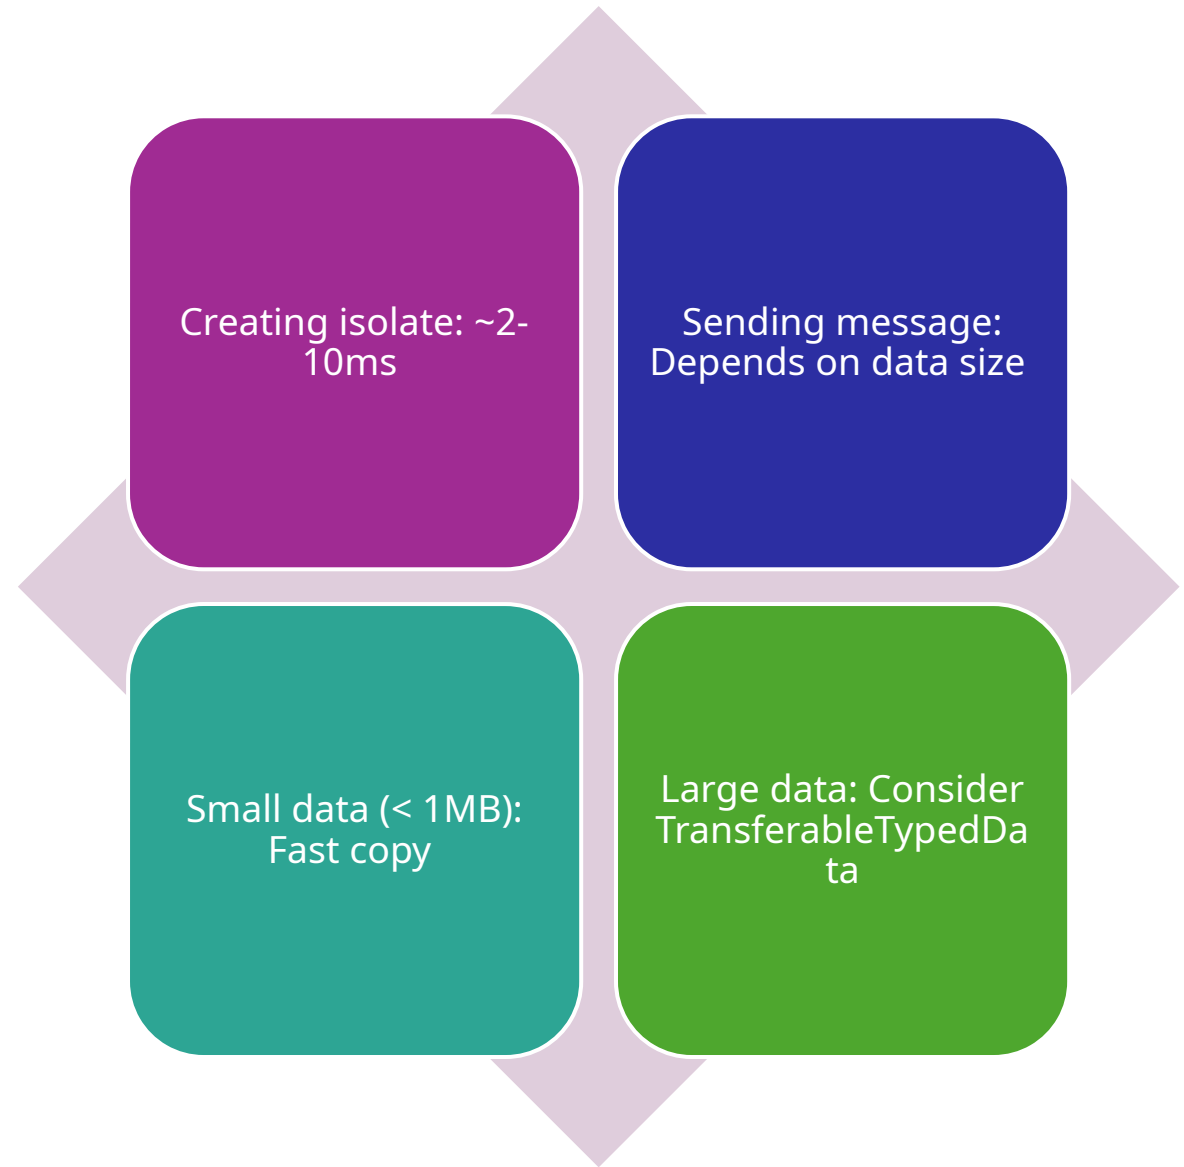 Creating isolate: ~2-
10ms
Sending message:
Depends on data size
Small data (< 1MB):
Fast copy
Large data: Consider
TransferableTypedDa
ta